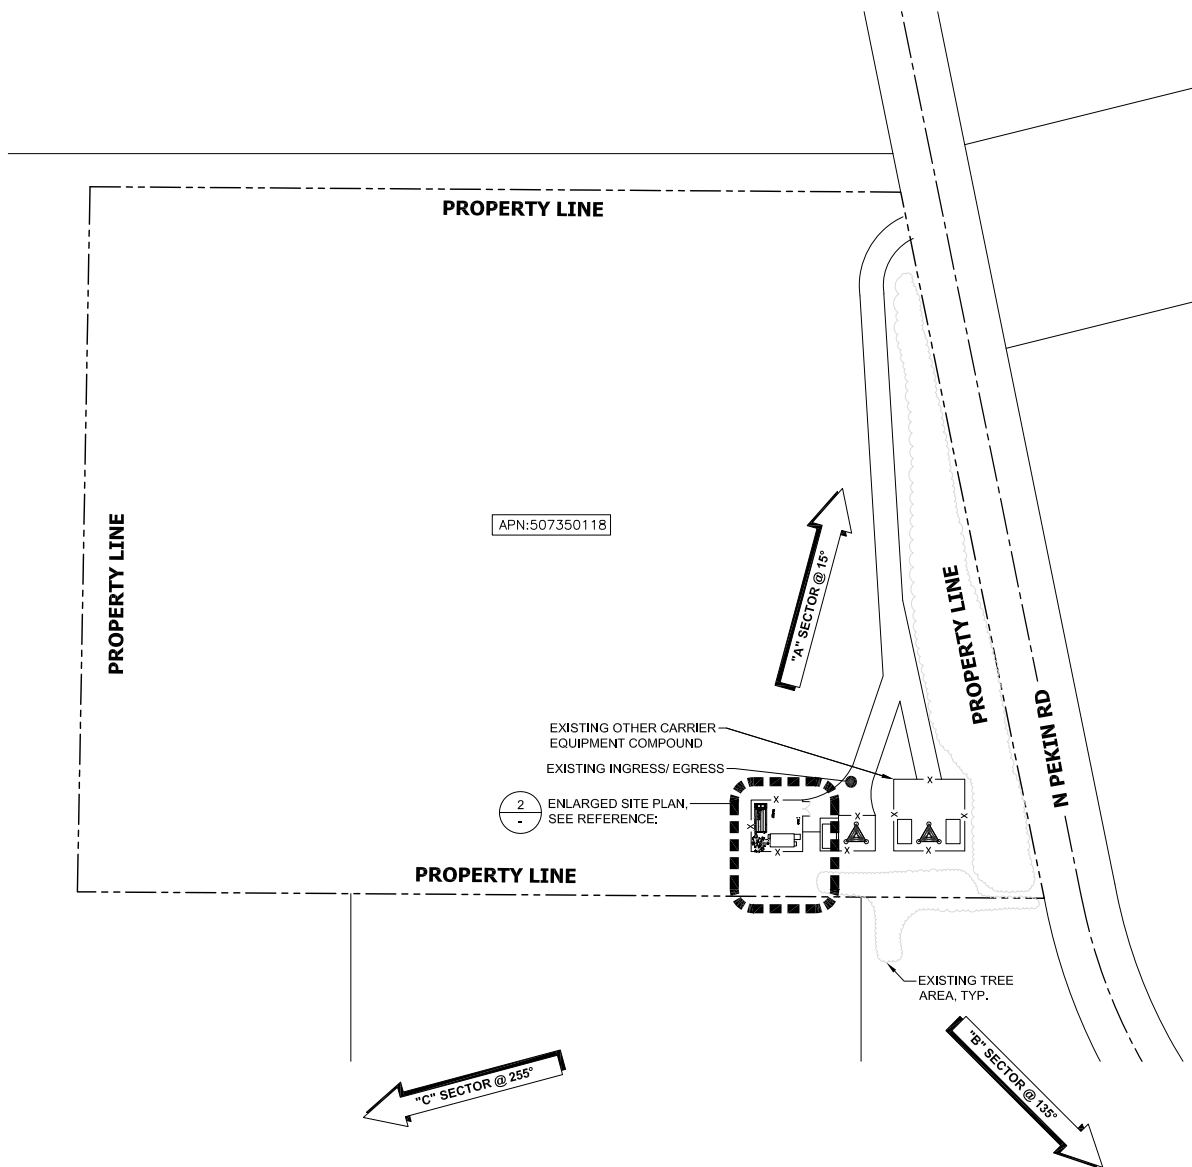 PROPERTY LINE
APN:507350118
PROPERTY LINE
"A" SECTOR @ 15°
PROPERTY LINE
N PEKIN RD
EXISTING OTHER CARRIER
EQUIPMENT COMPOUND
EXISTING INGRESS/ EGRESS
2
-
ENLARGED SITE PLAN,
SEE REFERENCE:
X
X
X
X
X
X
X
X
X
PROPERTY LINE
EXISTING TREE
AREA, TYP.
"B" SECTOR @ 135°
"C" SECTOR @ 255°